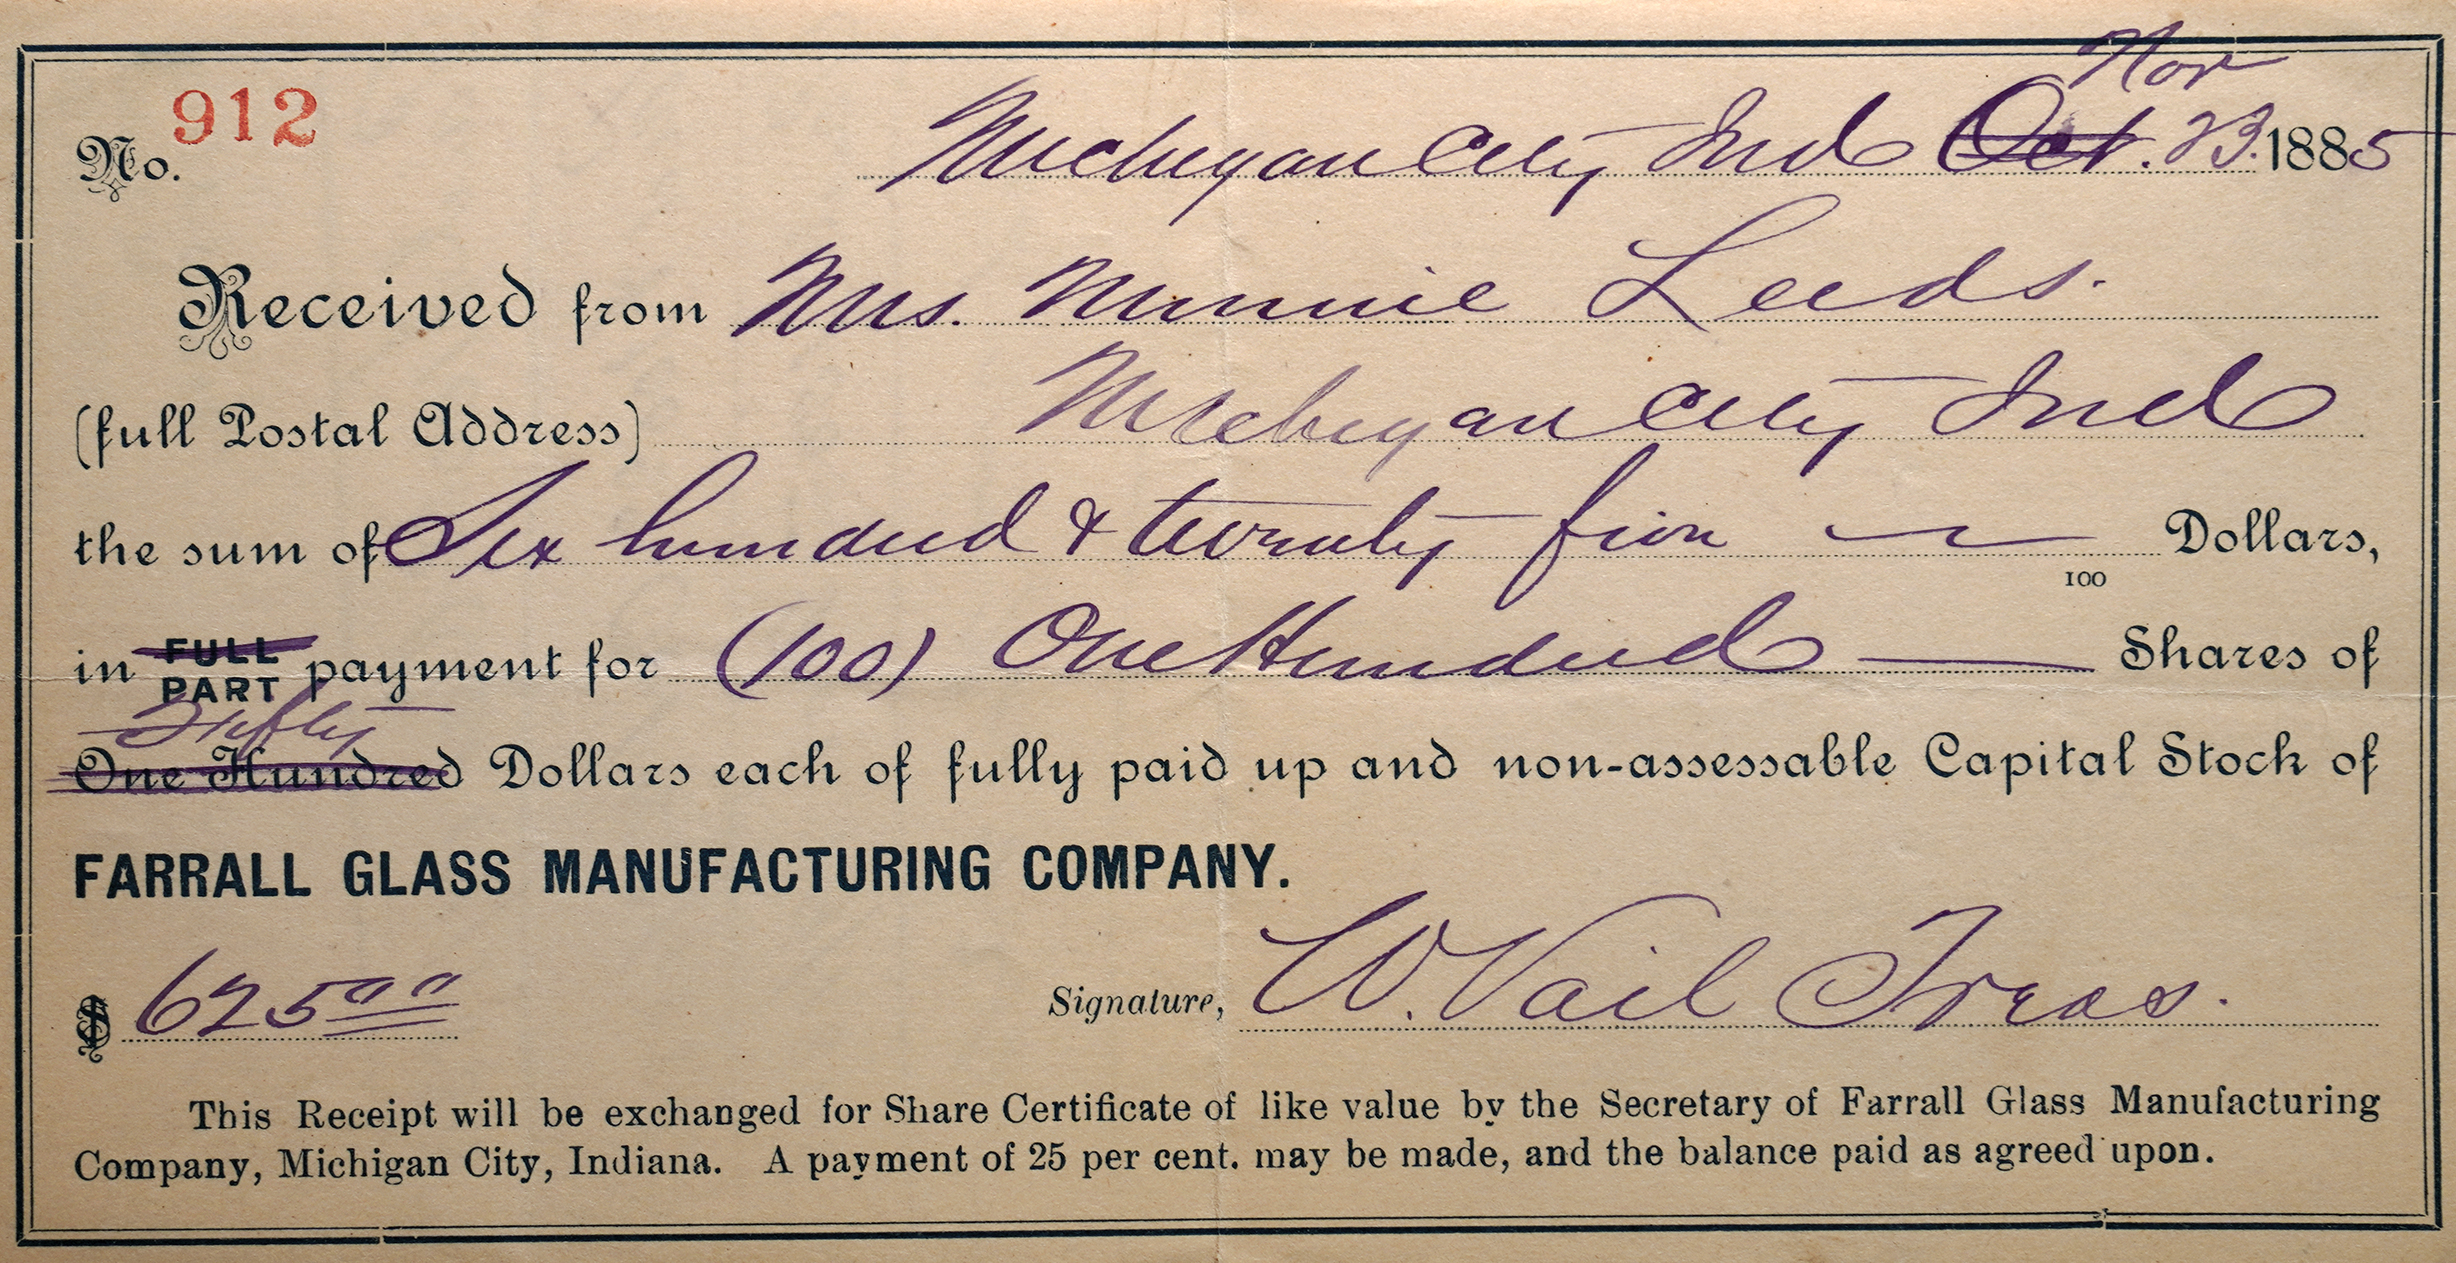 Nov
No. 912 Michigan City Ind Oct. 23. 1885
Received from Mrs. Minnie Leeds.
(full Postal Address) Michigan City Ind
the sum of Six hundred & twenty five Dollars,
100
in FULL PART payment for (100) One Hundred Shares of
Fifty
One Hundred Dollars each of fully paid up and non-assessable Capital Stock of
FARRALL GLASS MANUFACTURING COMPANY.
$ 625 00 Signature, W. Vail Treas.
This Receipt will be exchanged for Share Certificate of like value by the Secretary of Farrall Glass Manufacturing
Company, Michigan City, Indiana. A payment of 25 per cent. may be made, and the balance paid as agreed upon.